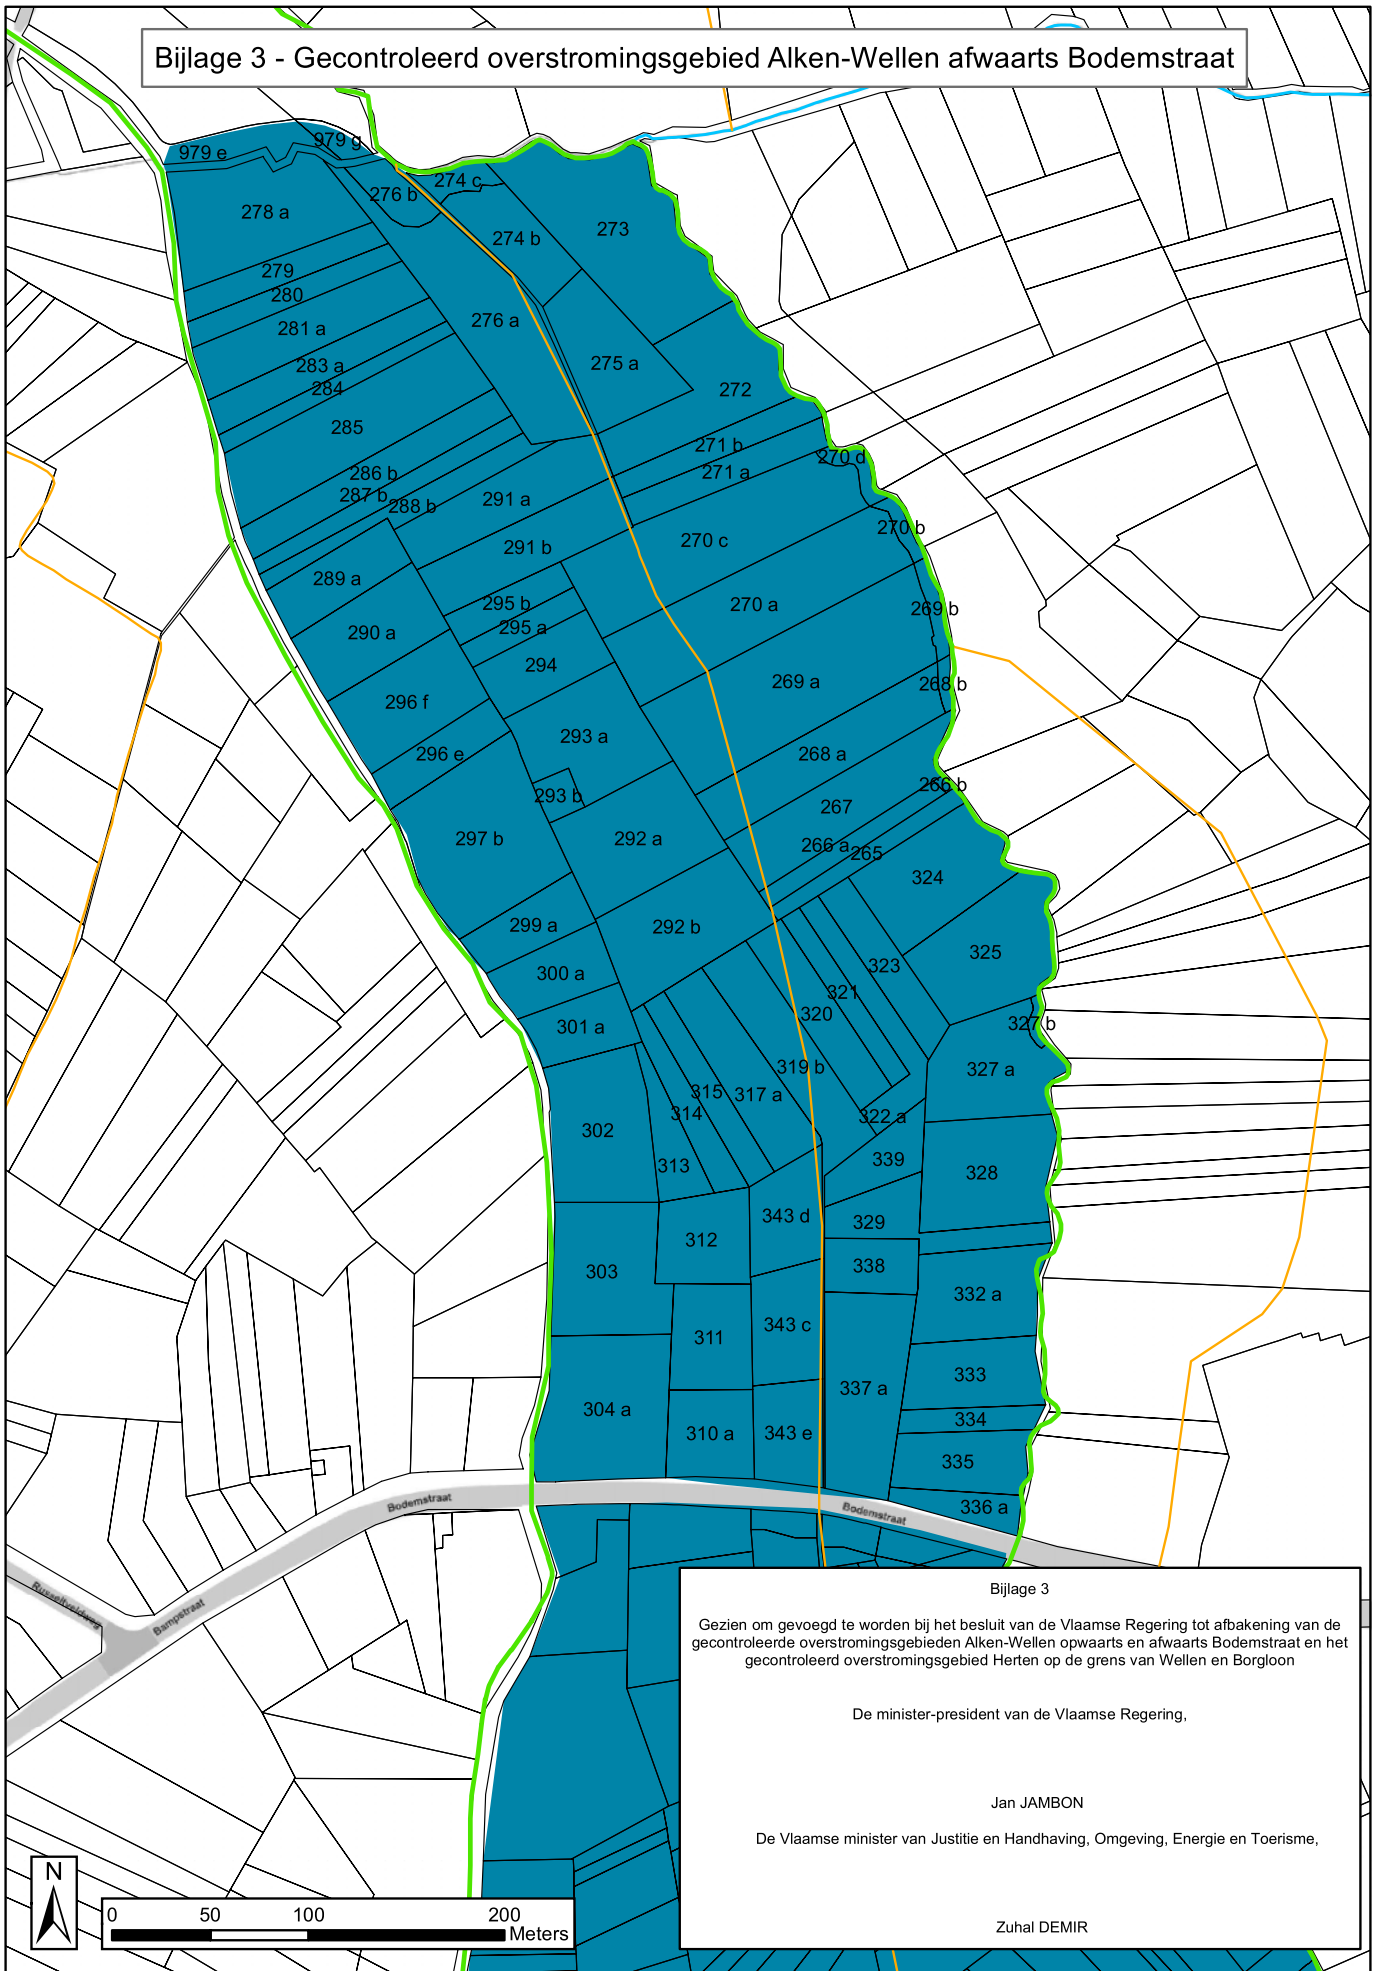 Bijlage 3 - Gecontroleerd overstromingsgebied Alken-Wellen afwaarts Bodemstraat
979 e
979 g
278 a
276 b
274 c
274 b
273
279
280
281 a
276 a
283 a
284
275 a
272
285
271 b
270 d
286 b
271 a
287 b
288 b
291 a
270 b
291 b
270 c
289 a
295 b
270 a
269 b
290 a
295 a
294
269 a
268 b
296 f
293 a
296 e
268 a
266 b
293 b
267
297 b
292 a
266 a
265
324
299 a
292 b
325
300 a
323
321
320
301 a
327 b
319 b
327 a
315
317 a
314
322 a
302
313
339
328
343 d
329
312
338
303
332 a
343 c
311
333
337 a
304 a
334
310 a
343 e
335
336 a
Bodemstraat
Bodemstraat
Russeltveldweg
Bampstraat
Bijlage 3
Gezien om gevoegd te worden bij het besluit van de Vlaamse Regering tot afbakening van de
gecontroleerde overstromingsgebieden Alken-Wellen opwaarts en afwaarts Bodemstraat en het
gecontroleerd overstromingsgebied Herten op de grens van Wellen en Borgloon
De minister-president van de Vlaamse Regering,
Jan JAMBON
De Vlaamse minister van Justitie en Handhaving, Omgeving, Energie en Toerisme,
Zuhal DEMIR
N
0 50 100 200
Meters